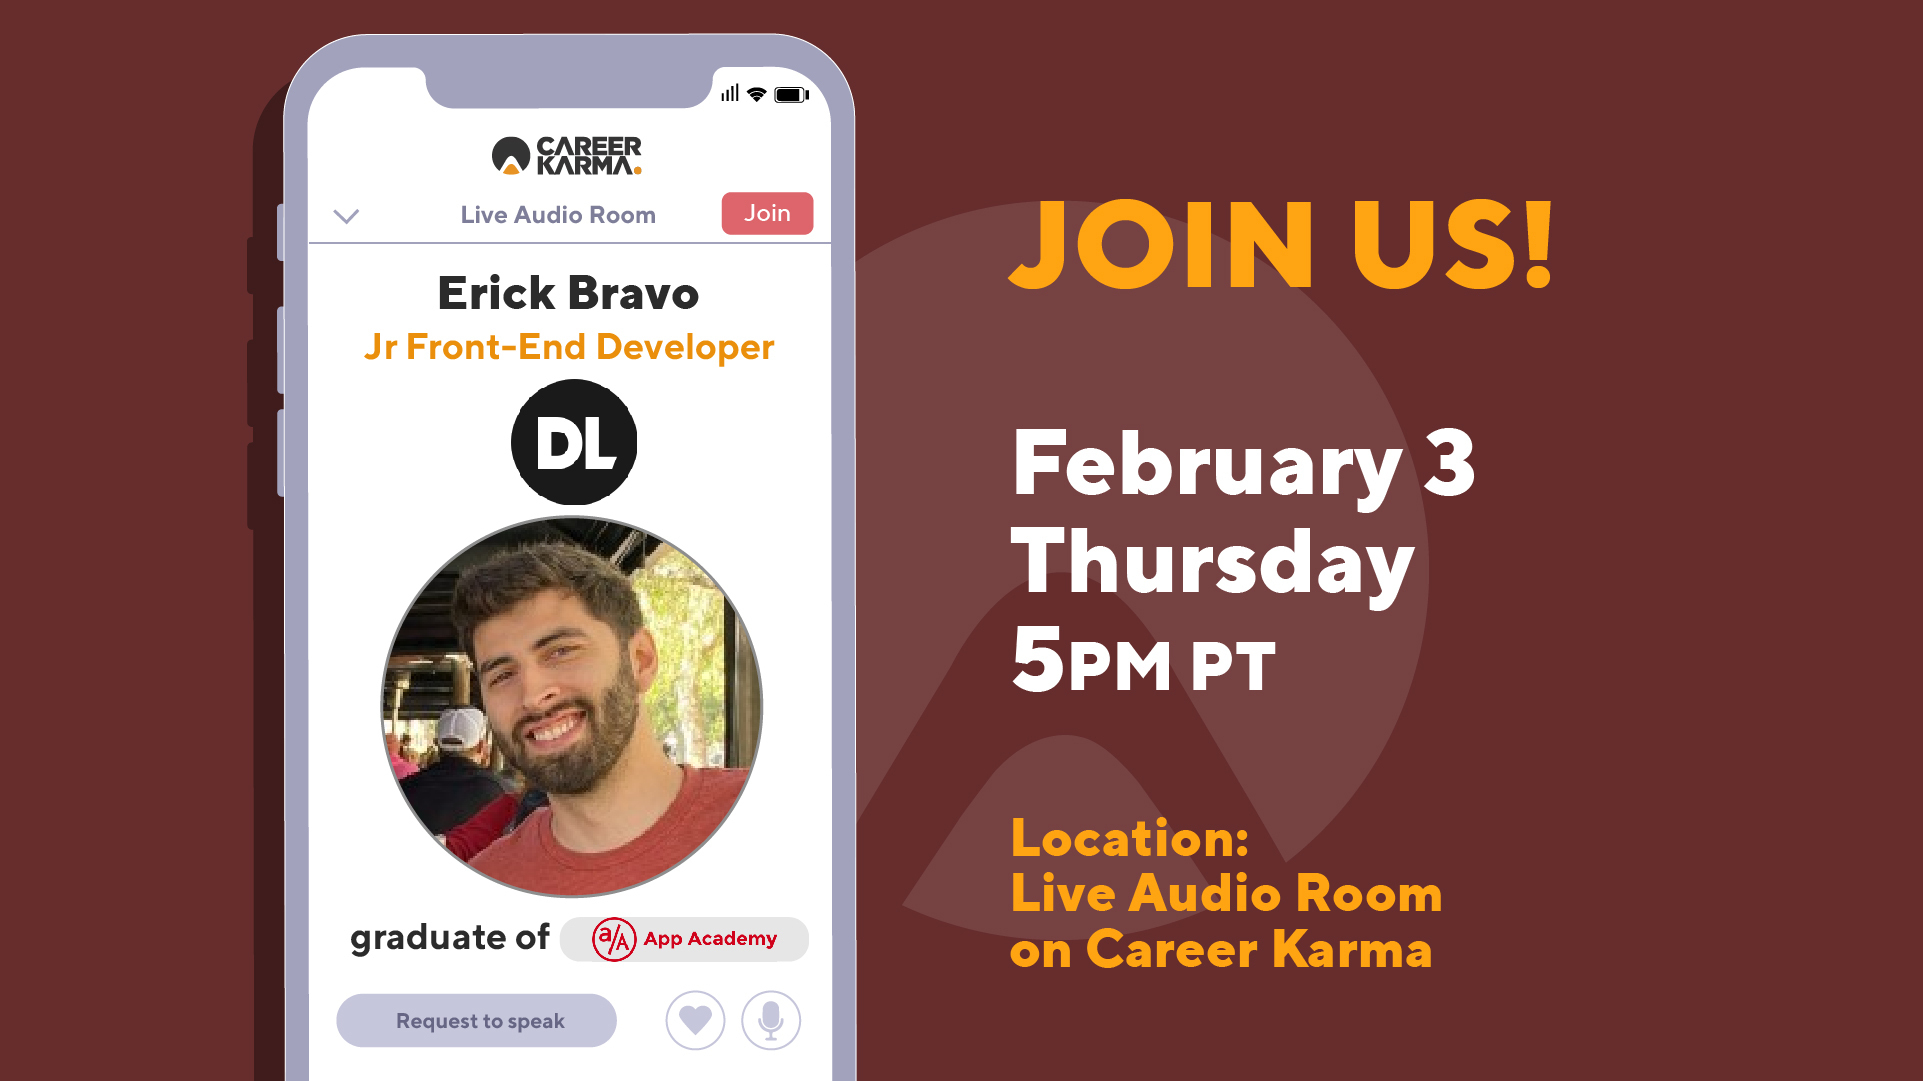 CAREER
KARMA.
Live Audio Room
Join
Erick Bravo
Jr Front-End Developer
DL
graduate of
a/A App Academy
Request to speak
JOIN US!
February 3
Thursday
5PM PT
Location:
Live Audio Room
on Career Karma